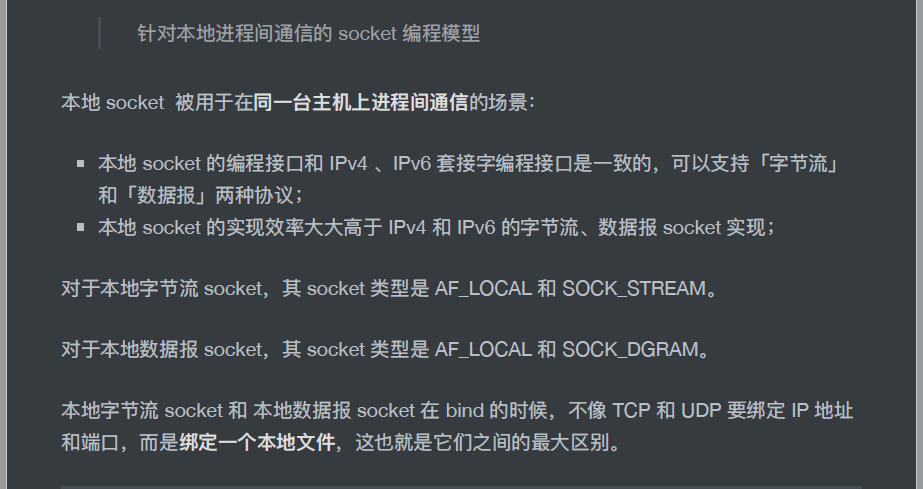 针对本地进程间通信的 socket 编程模型
本地 socket 被用于在同一台主机上进程间通信的场景：
本地 socket 的编程接口和 IPv4 、IPv6 套接字编程接口是一致的，可以支持「字节流」
和「数据报」两种协议；
本地 socket 的实现效率大大高于 IPv4 和 IPv6 的字节流、数据报 socket 实现；
对于本地字节流 socket，其 socket 类型是 AF_LOCAL 和 SOCK_STREAM。
对于本地数据报 socket，其 socket 类型是 AF_LOCAL 和 SOCK_DGRAM。
本地字节流 socket 和 本地数据报 socket 在 bind 的时候，不像 TCP 和 UDP 要绑定 IP 地址
和端口，而是绑定一个本地文件，这也就是它们之间的最大区别。